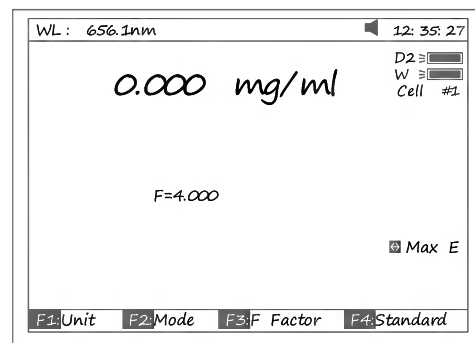 WL: 656.1nm 12:35:27
D2
W
0.000 mg/ml
Cell #1
F=4.000
Max E
F1:Unit F2:Mode F3:F Factor F4:Standard